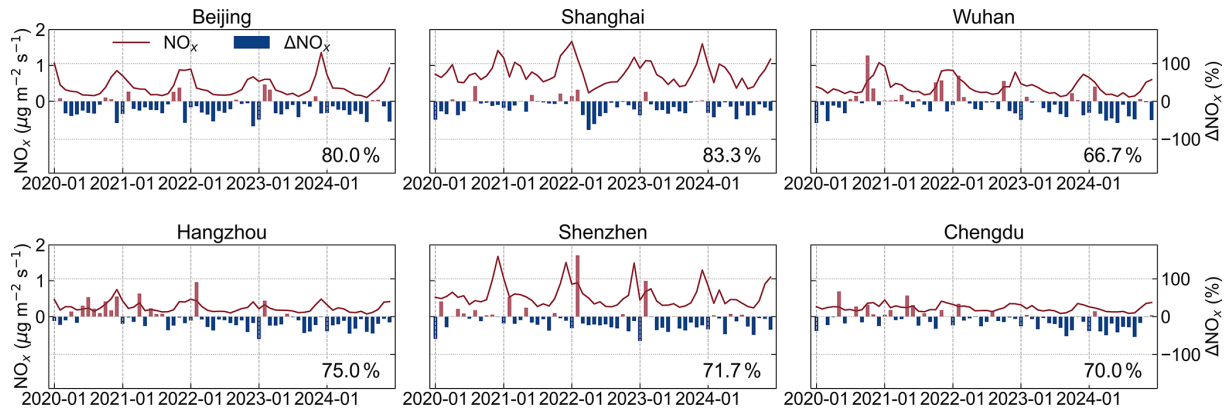 Beijing
Shanghai
Wuhan
NOₓ (μg m⁻² s⁻¹)
2
1
0
NOₓ
ΔNOₓ
80.0 %
83.3 %
66.7 %
100
0
−100
ΔNOₓ (%)
2020-01 2021-01 2022-01 2023-01 2024-01
2020-01 2021-01 2022-01 2023-01 2024-01
2020-01 2021-01 2022-01 2023-01 2024-01
Hangzhou
Shenzhen
Chengdu
NOₓ (μg m⁻² s⁻¹)
2
1
0
75.0 %
71.7 %
70.0 %
100
0
−100
ΔNOₓ (%)
2020-01 2021-01 2022-01 2023-01 2024-01
2020-01 2021-01 2022-01 2023-01 2024-01
2020-01 2021-01 2022-01 2023-01 2024-01